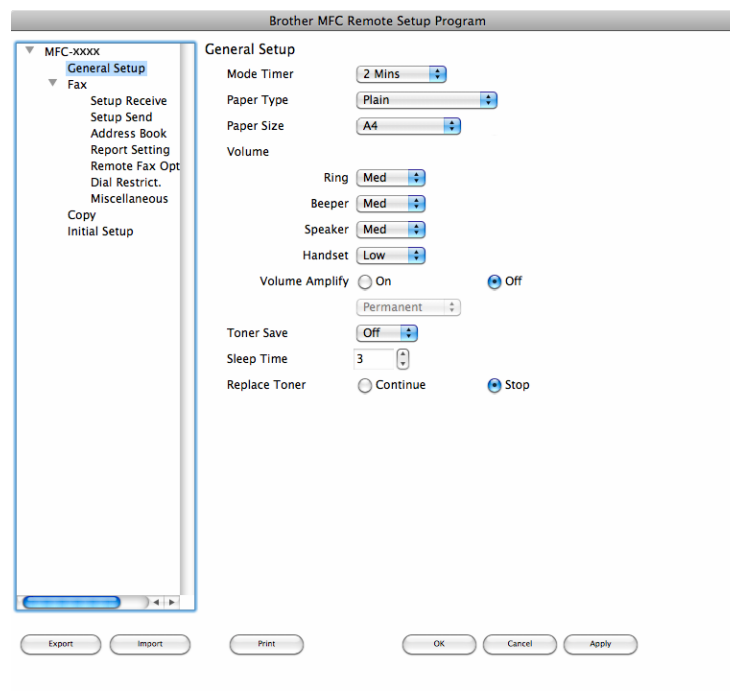 Brother MFC Remote Setup Program
MFC-XXXX
General Setup
Fax
Setup Receive
Setup Send
Address Book
Report Setting
Remote Fax Opt
Dial Restrict.
Miscellaneous
Copy
Initial Setup
General Setup
Mode Timer 2 Mins
Paper Type Plain
Paper Size A4
Volume
Ring Med
Beeper Med
Speaker Med
Handset Low
Volume Amplify On Off
Permanent
Toner Save Off
Sleep Time 3
Replace Toner Continue Stop
Export Import Print OK Cancel Apply